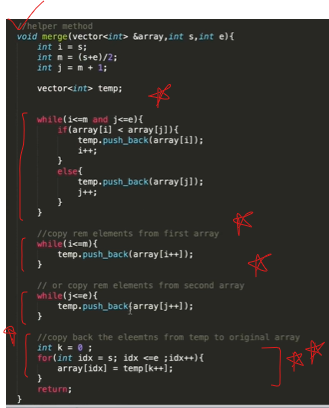 //helper method
void merge(vector<int> &array,int s,int e){
    int i = s;
    int m = (s+e)/2;
    int j = m + 1;

    vector<int> temp;

    while(i<=m and j<=e){
        if(array[i] < array[j]){
            temp.push_back(array[i]);
            i++;
        }
        else{
            temp.push_back(array[j]);
            j++;
        }
    }

    //copy rem elements from first array
    while(i<=m){
        temp.push_back(array[i++]);
    }

    // or copy rem elements from second array
    while(j<=e){
        temp.push_back(array[j++]);
    }

    //copy back the eleemtns from temp to original array
    int k = 0 ;
    for(int idx = s; idx <=e ;idx++){
        array[idx] = temp[k++];
    }
    return;
}